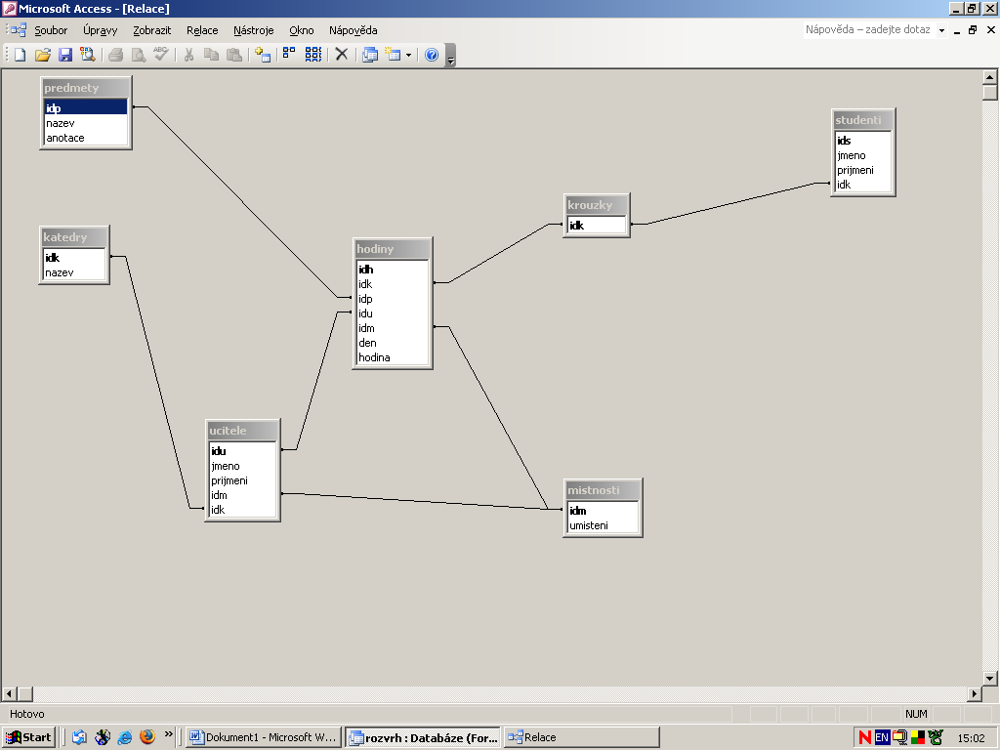 Microsoft Access - [Relace]
Soubor Úpravy Zobrazit Relace Nástroje Okno Nápověda
Nápověda – zadejte dotaz
predmety
idp
nazev
anotace
studenti
ids
jmeno
prijmeni
idk
krouzky
idk
katedry
idk
nazev
hodiny
idh
idk
idp
idu
idm
den
hodina
ucitele
idu
jmeno
prijmeni
idm
idk
mistnosti
idm
umisteni
Hotovo
NUM
Start
Dokument1 - Microsoft W...
rozvrh : Databáze (For...
Relace
N
EN
15:02